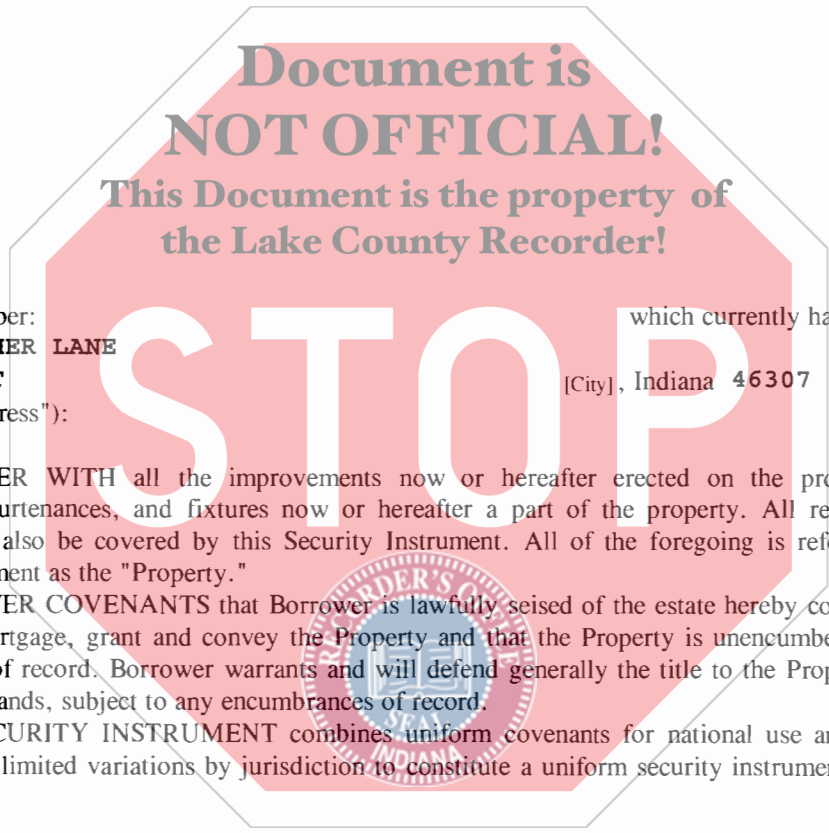 Document is
NOT OFFICIAL!
This Document is the property of
the Lake County Recorder!
STOP
ber: which currently ha
IER LANE
[City], Indiana 46307
ress"):
ER WITH all the improvements now or hereafter erected on the pro
urtenances, and fixtures now or hereafter a part of the property. All re
also be covered by this Security Instrument. All of the foregoing is refe
ment as the "Property."
ER COVENANTS that Borrower is lawfully seised of the estate hereby co
rtgage, grant and convey the Property and that the Property is unencumbe
of record. Borrower warrants and will defend generally the title to the Prop
ands, subject to any encumbrances of record.
CURITY INSTRUMENT combines uniform covenants for national use an
limited variations by jurisdiction to constitute a uniform security instrumen
RECORDER'S OFFICE
SEAL
INDIANA